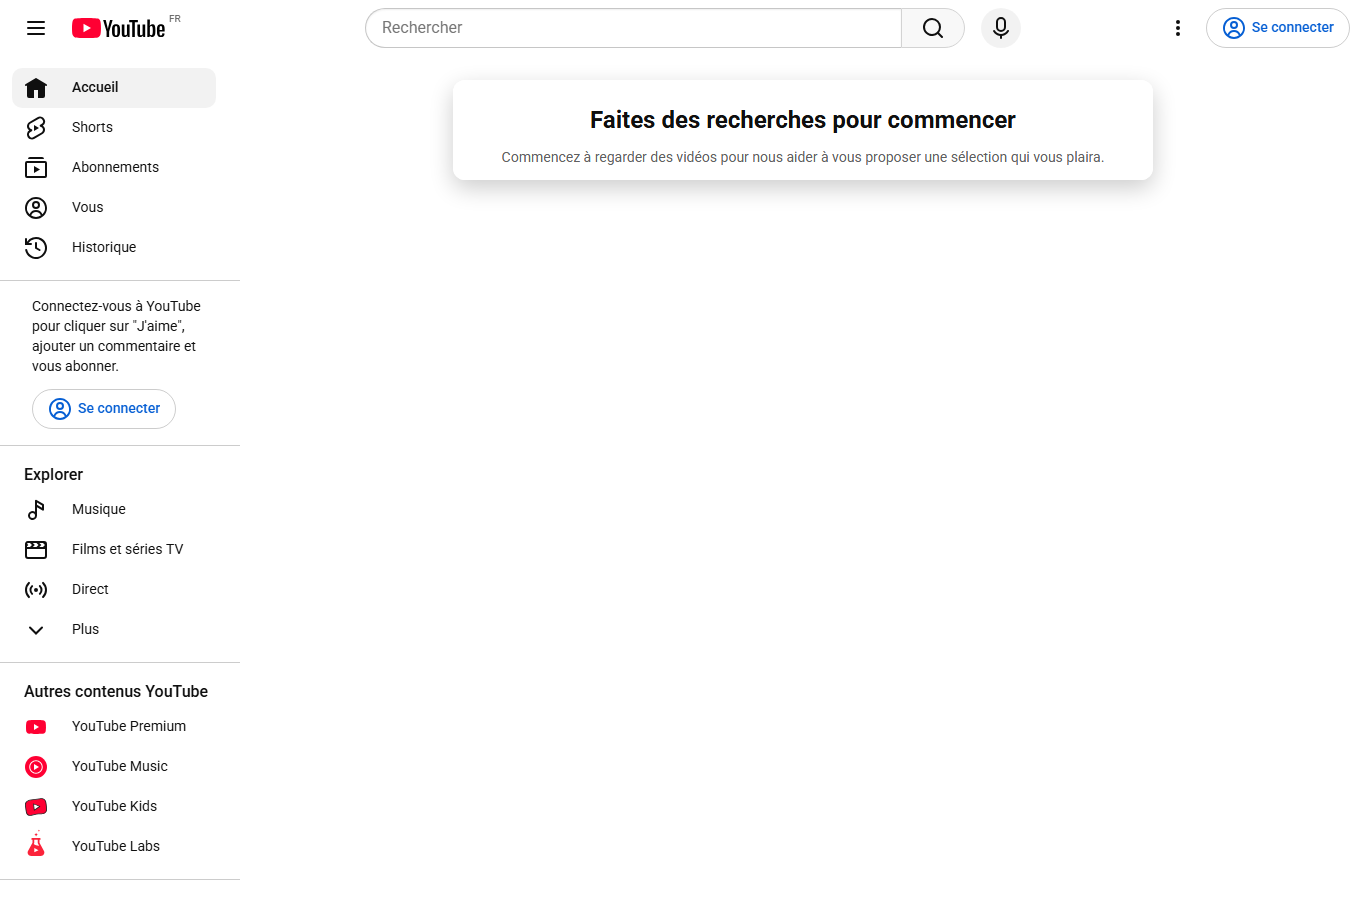 YouTube FR
Rechercher
Se connecter
Accueil
Shorts
Abonnements
Vous
Historique
Connectez-vous à YouTube
pour cliquer sur "J'aime",
ajouter un commentaire et
vous abonner.
Se connecter
Explorer
Musique
Films et séries TV
Direct
Plus
Autres contenus YouTube
YouTube Premium
YouTube Music
YouTube Kids
YouTube Labs
Faites des recherches pour commencer
Commencez à regarder des vidéos pour nous aider à vous proposer une sélection qui vous plaira.